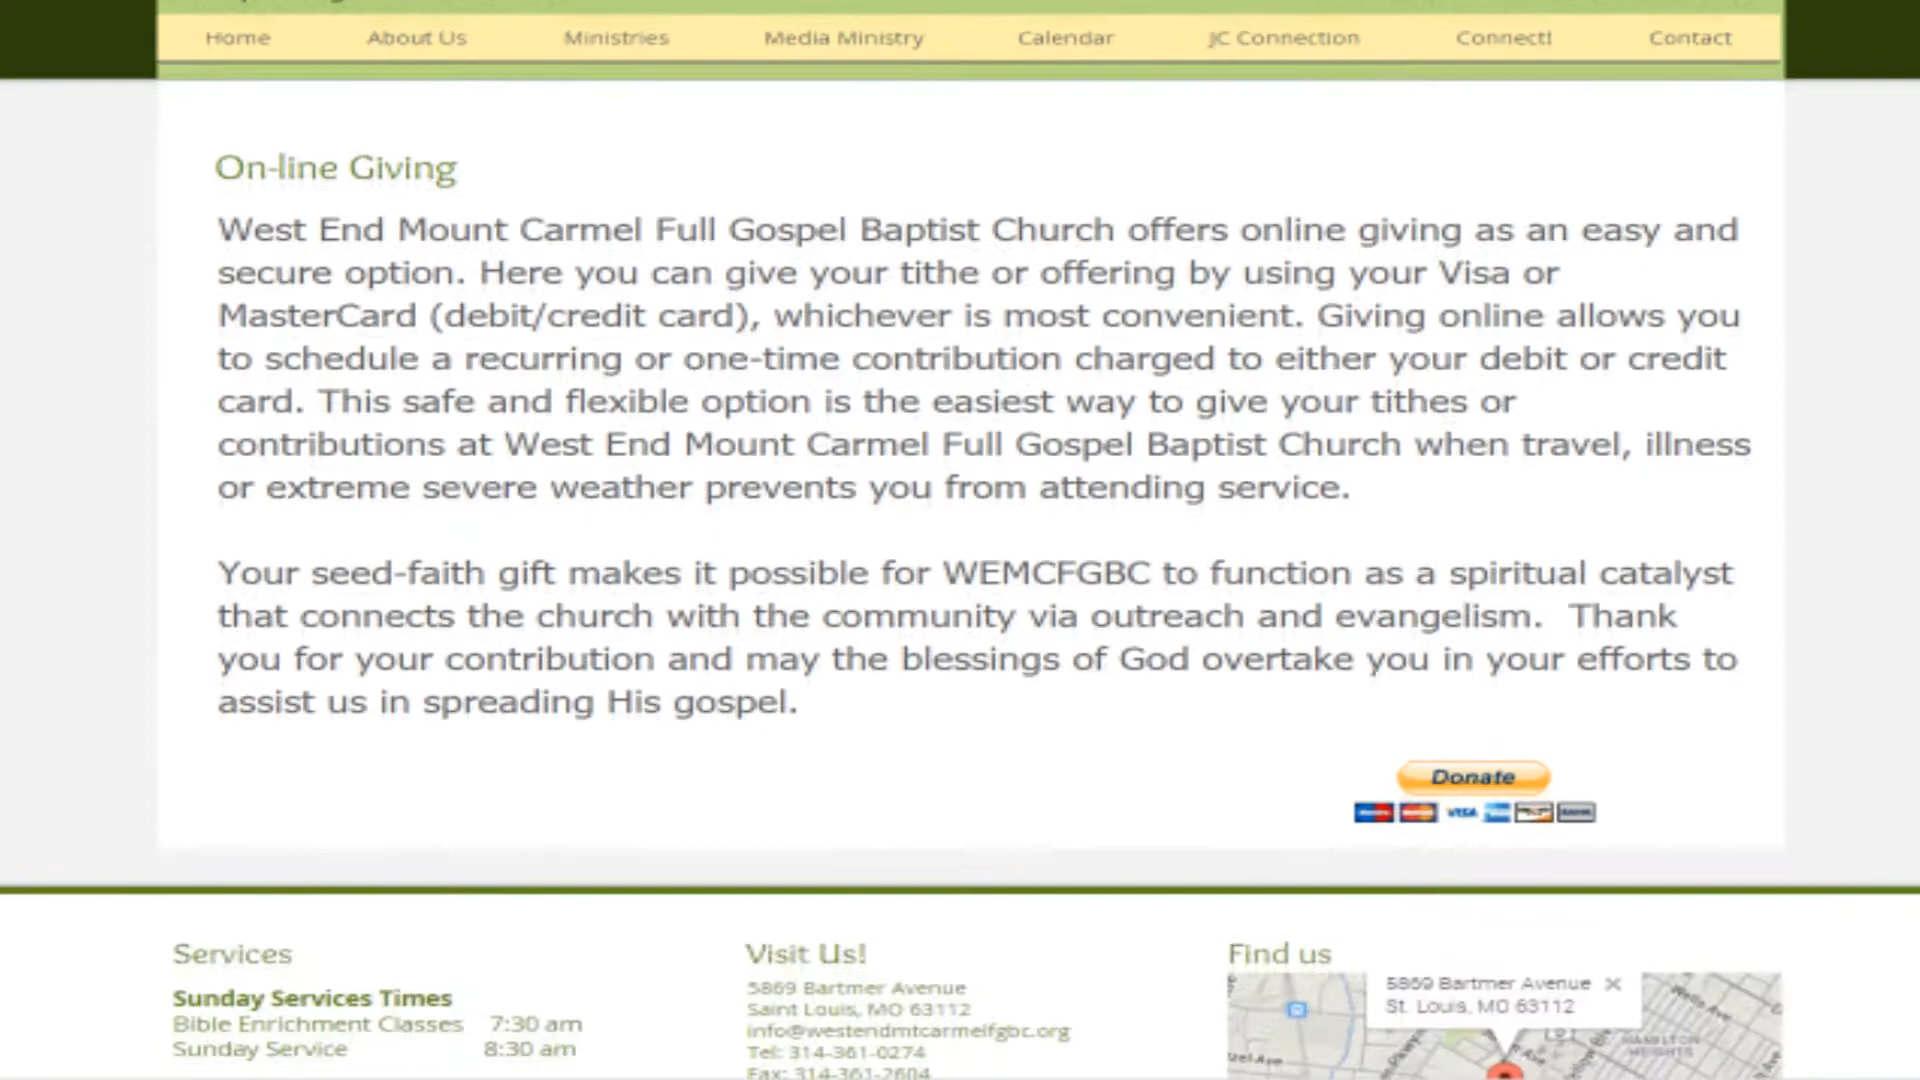 Home About Us Ministries Media Ministry Calendar JC Connection Connect! Contact
On-line Giving
West End Mount Carmel Full Gospel Baptist Church offers online giving as an easy and
secure option. Here you can give your tithe or offering by using your Visa or
MasterCard (debit/credit card), whichever is most convenient. Giving online allows you
to schedule a recurring or one-time contribution charged to either your debit or credit
card. This safe and flexible option is the easiest way to give your tithes or
contributions at West End Mount Carmel Full Gospel Baptist Church when travel, illness
or extreme severe weather prevents you from attending service.
Your seed-faith gift makes it possible for WEMCFGBC to function as a spiritual catalyst
that connects the church with the community via outreach and evangelism. Thank
you for your contribution and may the blessings of God overtake you in your efforts to
assist us in spreading His gospel.
Donate
VISA
Services
Sunday Services Times
Bible Enrichment Classes 7:30 am
Sunday Service 8:30 am
Visit Us!
5869 Bartmer Avenue
Saint Louis, MO 63112
info@westendmtcarmelfgbc.org
Tel: 314-361-0274
Fax: 314-361-2604
Find us
5869 Bartmer Avenue
St. Louis, MO 63112
Wells Ave
HAMILTON
HEIGHTS